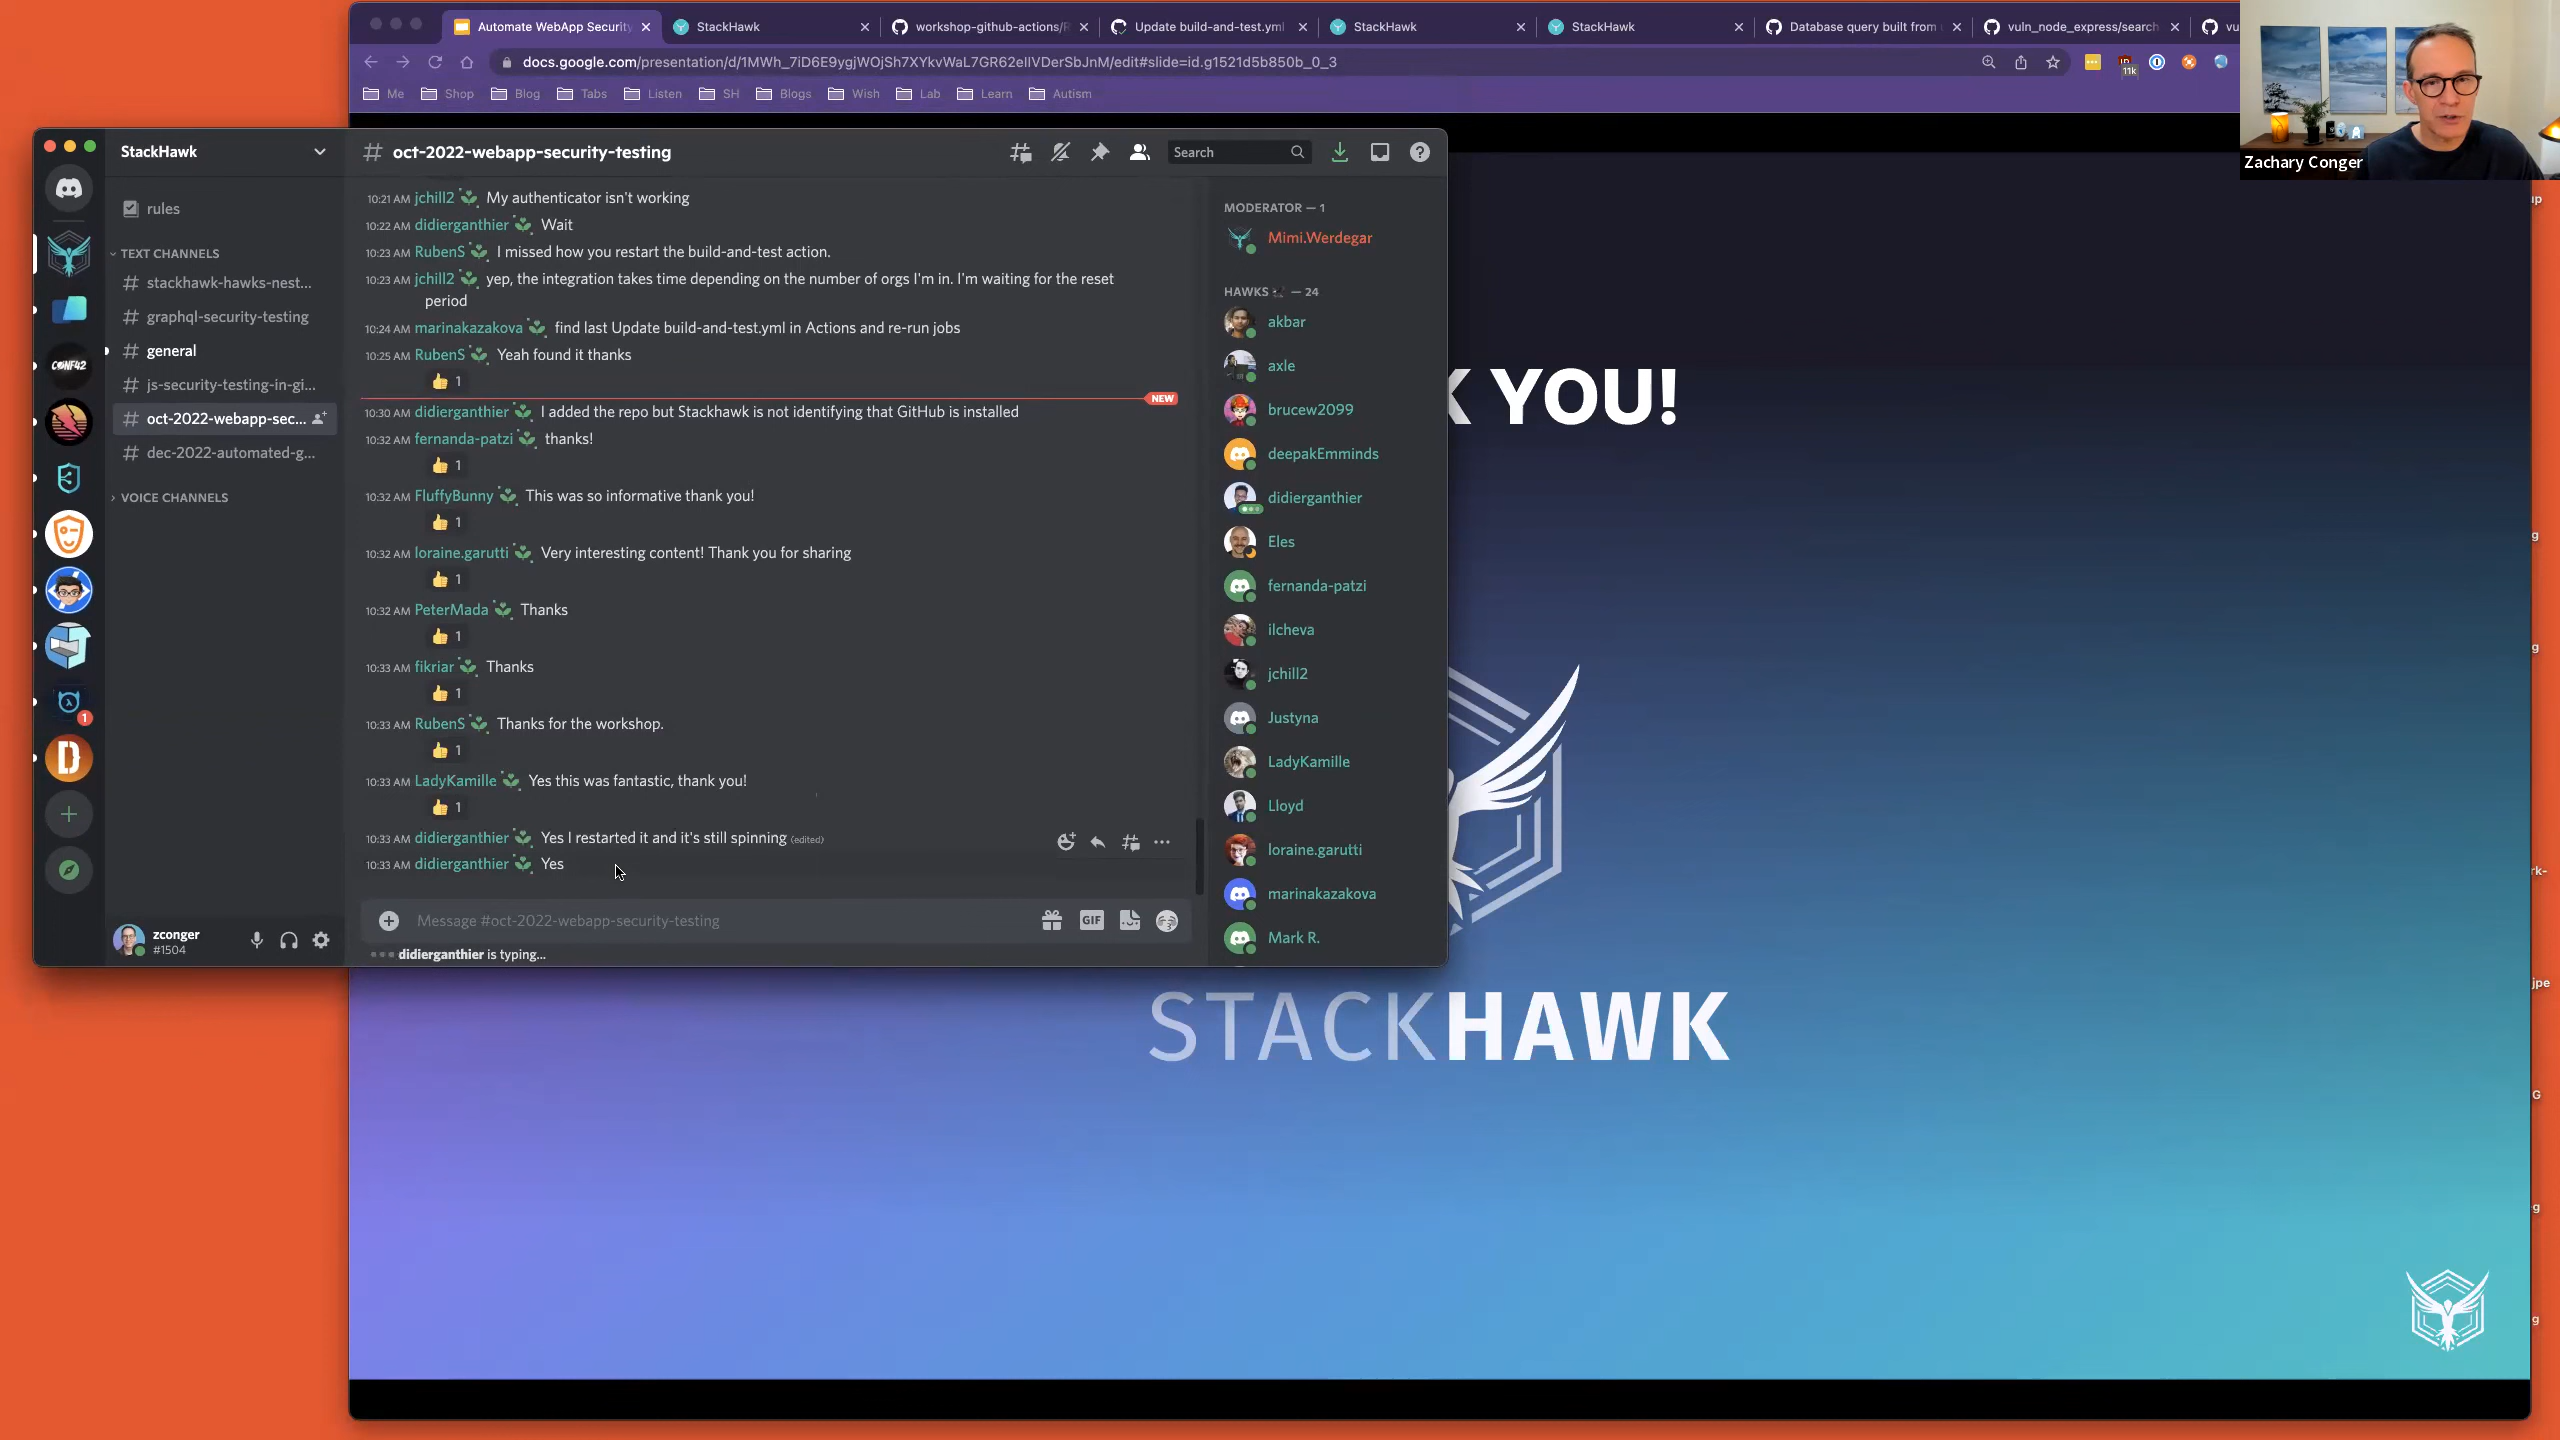 Automate WebApp Security
StackHawk
workshop-github-actions/R
Update build-and-test.yml
StackHawk
StackHawk
Database query built from
vuln_node_express/search
vu
docs.google.com/presentation/d/1MWh_7iD6E9ygjWOjSh7XYkvWaL7GR62eIIVDerSbJnM/edit#slide=id.g1521d5b850b_0_3
11k
Me
Shop
Blog
Tabs
Listen
SH
Blogs
Wish
Lab
Learn
Autism
Zachary Conger
StackHawk
rules
TEXT CHANNELS
stackhawk-hawks-nest...
graphql-security-testing
general
js-security-testing-in-gi...
oct-2022-webapp-sec...
dec-2022-automated-g...
VOICE CHANNELS
CONF42
1
zconger
#1504
oct-2022-webapp-security-testing
Search
10:21 AM jchill2 My authenticator isn't working
10:22 AM didierganthier Wait
10:23 AM RubenS I missed how you restart the build-and-test action.
10:23 AM jchill2 yep, the integration takes time depending on the number of orgs I'm in. I'm waiting for the reset
period
10:24 AM marinakazakova find last Update build-and-test.yml in Actions and re-run jobs
10:25 AM RubenS Yeah found it thanks
1
NEW
10:30 AM didierganthier I added the repo but Stackhawk is not identifying that GitHub is installed
10:32 AM fernanda-patzi thanks!
1
10:32 AM FluffyBunny This was so informative thank you!
1
10:32 AM loraine.garutti Very interesting content! Thank you for sharing
1
10:32 AM PeterMada Thanks
1
10:33 AM fikriar Thanks
1
10:33 AM RubenS Thanks for the workshop.
1
10:33 AM LadyKamille Yes this was fantastic, thank you!
1
10:33 AM didierganthier Yes I restarted it and it's still spinning (edited)
10:33 AM didierganthier Yes
Message #oct-2022-webapp-security-testing
GIF
didierganthier is typing...
MODERATOR — 1
Mimi.Werdegar
HAWKS — 24
akbar
axle
brucew2099
deepakEmminds
didierganthier
Eles
fernanda-patzi
ilcheva
jchill2
Justyna
LadyKamille
Lloyd
loraine.garutti
marinakazakova
Mark R.
K YOU!
STACKHAWK
up
g
g
rk-
jpe
G
g
g